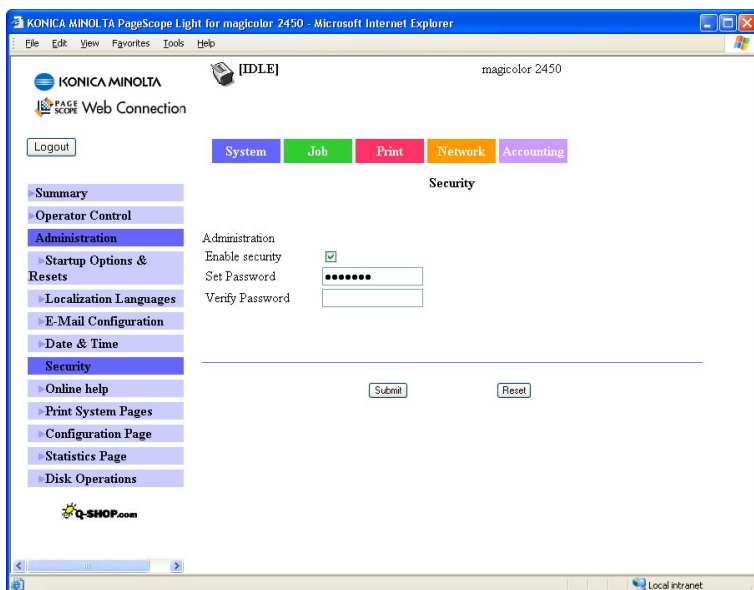 KONICA MINOLTA PageScope Light for magicolor 2450 - Microsoft Internet Explorer
File Edit View Favorites Tools Help
KONICA MINOLTA
PAGE SCOPE Web Connection
[IDLE]
magicolor 2450
Logout
System Job Print Network Accounting
Security
Summary
Operator Control
Administration
Startup Options &
Resets
Localization Languages
E-Mail Configuration
Date & Time
Security
Online help
Print System Pages
Configuration Page
Statistics Page
Disk Operations
Q-SHOP.com
Administration
Enable security
Set Password
Verify Password
Submit Reset
Local intranet